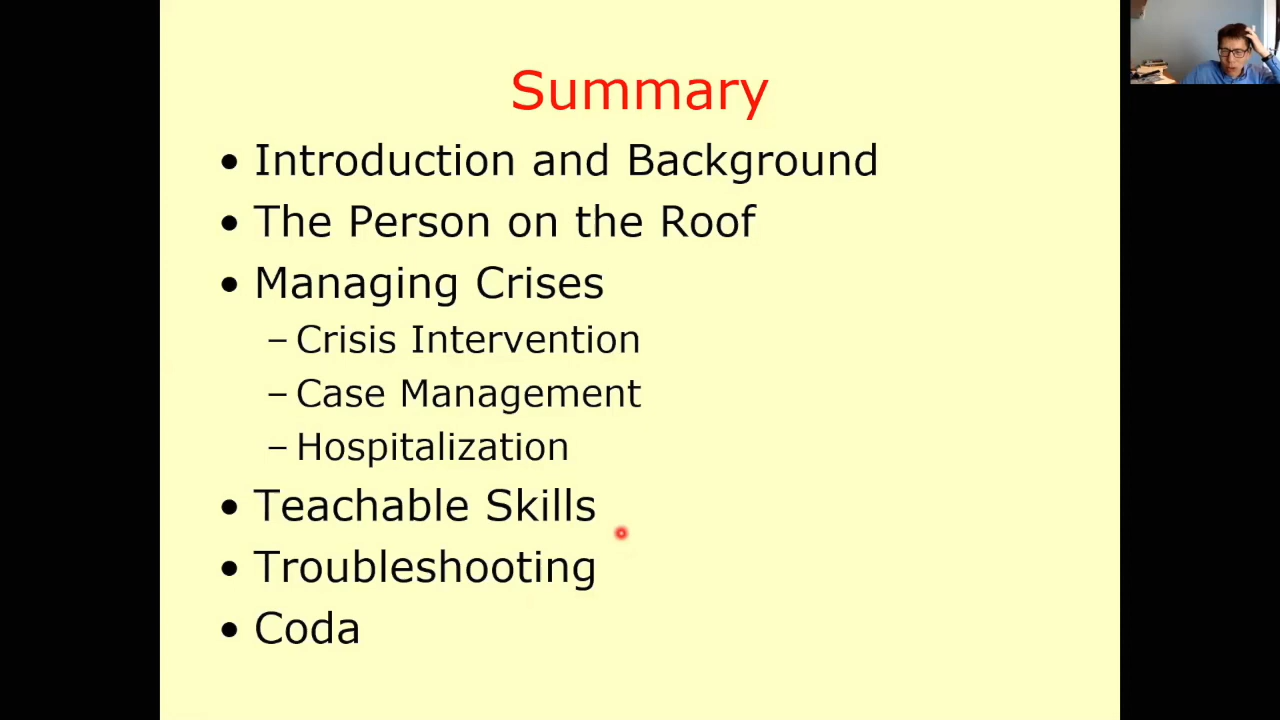 Summary
• Introduction and Background
• The Person on the Roof
• Managing Crises
– Crisis Intervention
– Case Management
– Hospitalization
• Teachable Skills
• Troubleshooting
• Coda